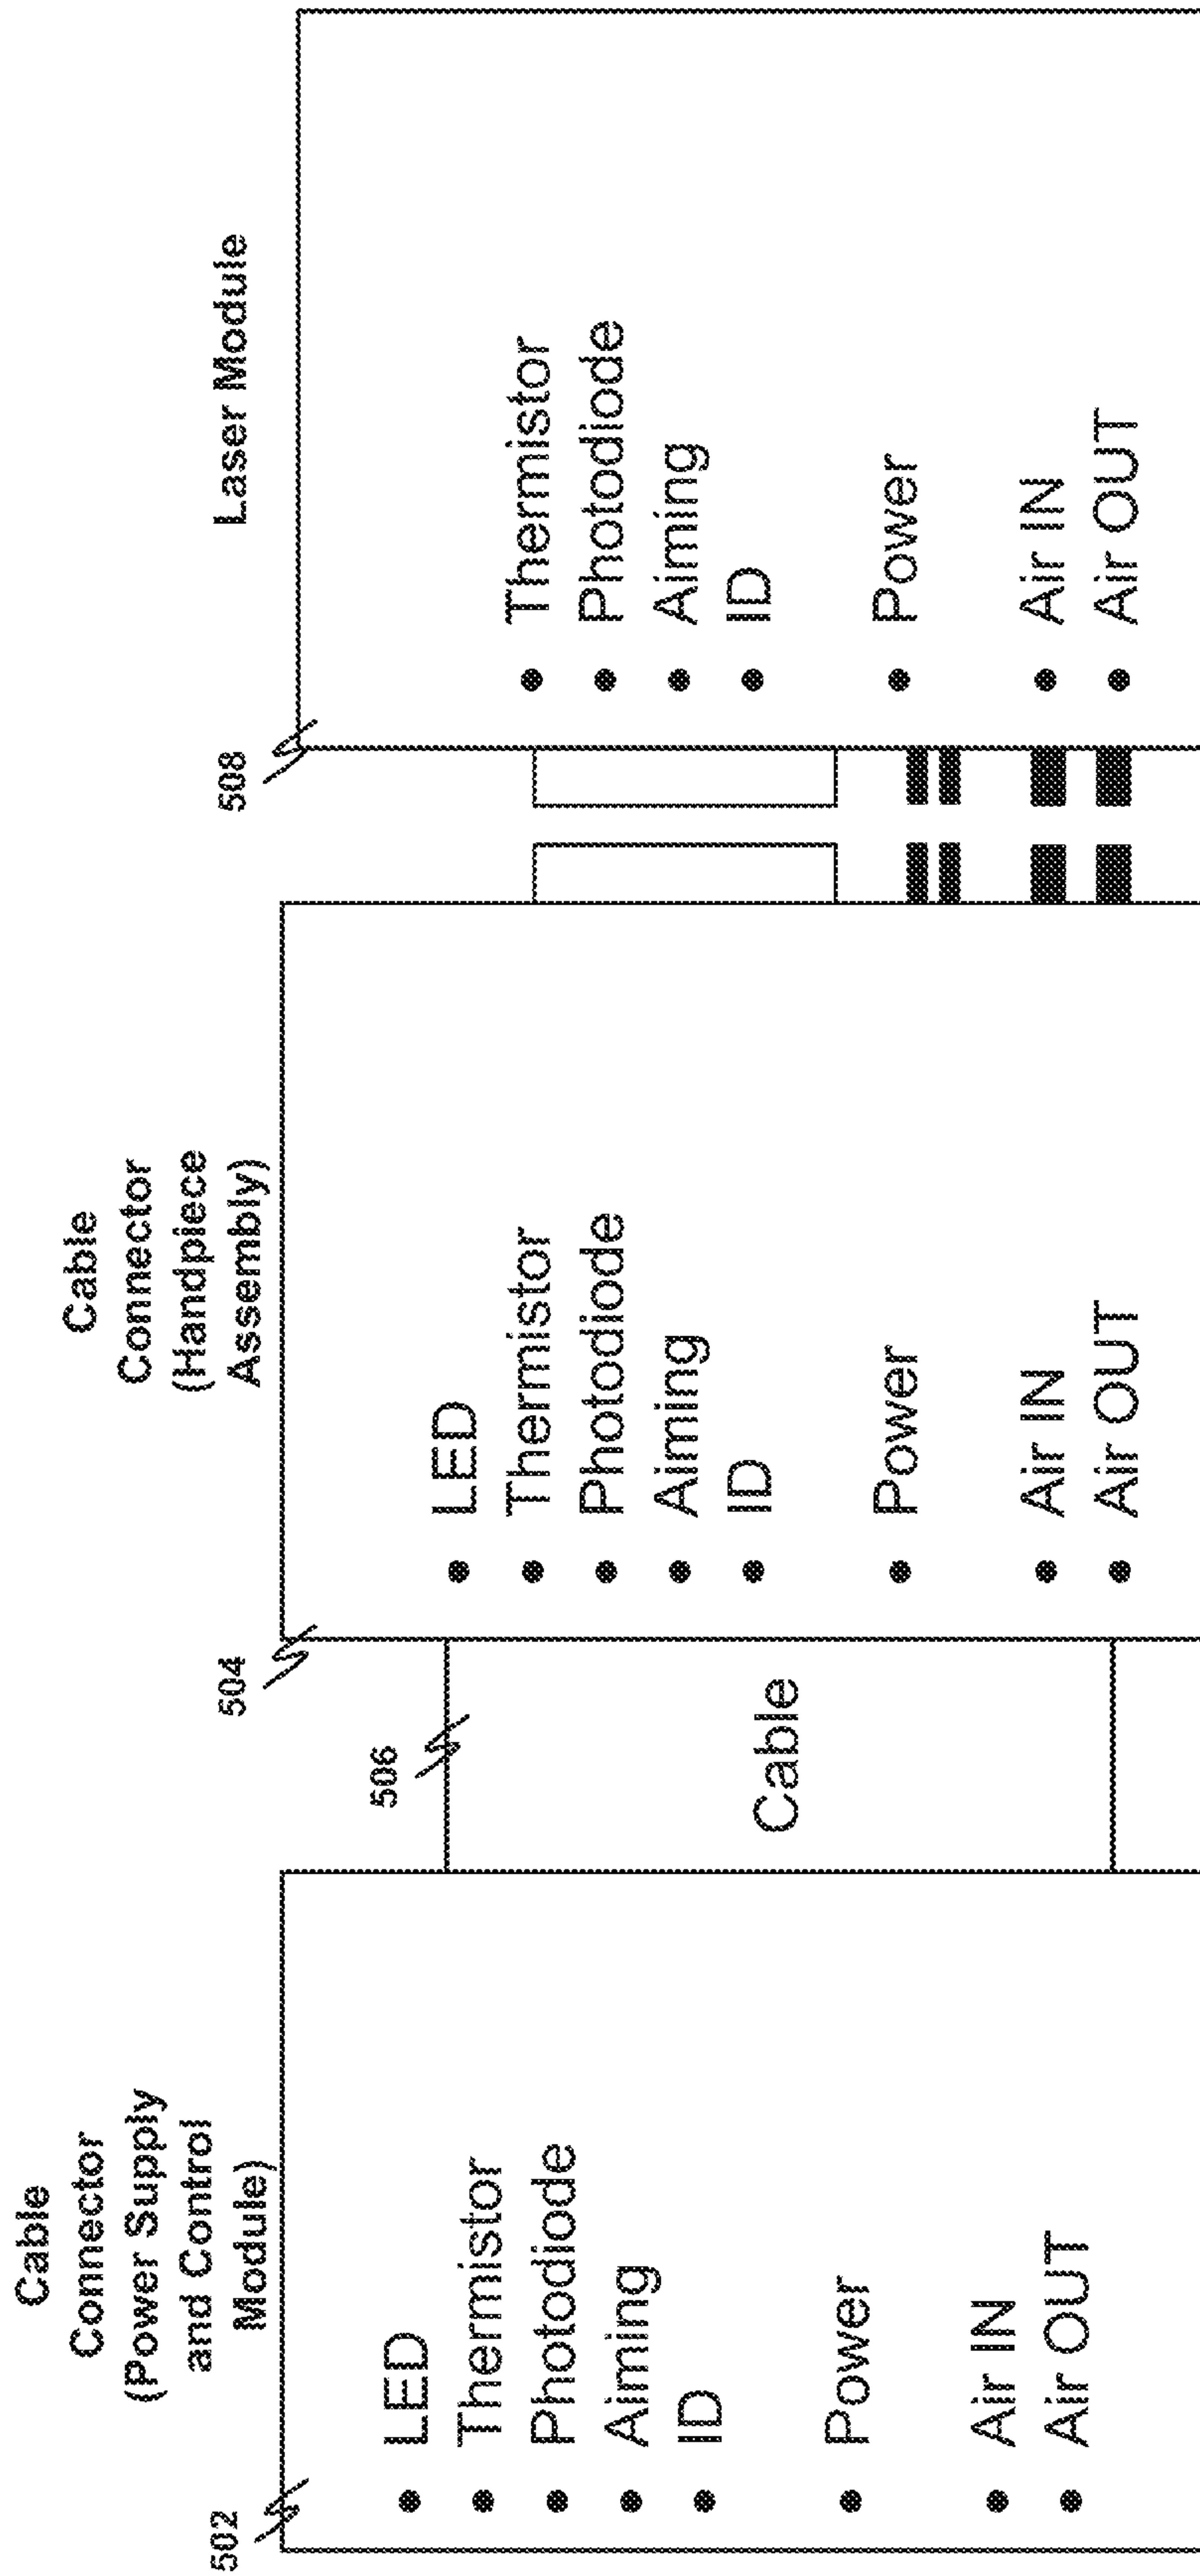 Cable
Connector
(Power Supply
and Control
Module)
502
• LED
• Thermistor
• Photodiode
• Aiming
• ID
• Power
• Air IN
• Air OUT
506
Cable
Cable
Connector
(Handpiece
Assembly)
504
• LED
• Thermistor
• Photodiode
• Aiming
• ID
• Power
• Air IN
• Air OUT
Laser Module
508
• Thermistor
• Photodiode
• Aiming
• ID
• Power
• Air IN
• Air OUT